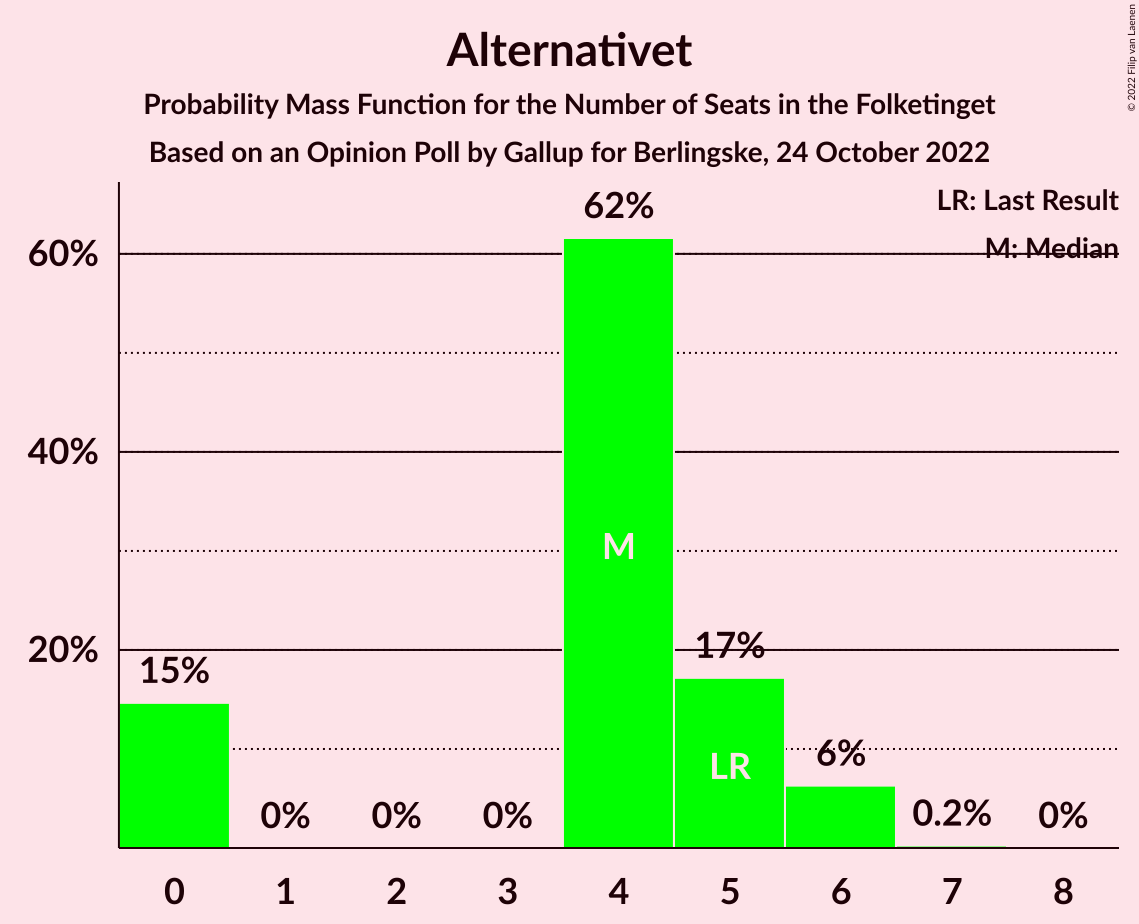 Alternativet
Probability Mass Function for the Number of Seats in the Folketinget
Based on an Opinion Poll by Gallup for Berlingske, 24 October 2022
© 2022 Filip van Laenen
LR: Last Result
M: Median
60%
40%
20%
15%
0%
0%
0%
62%
17%
6%
0.2%
0%
M
LR
0 1 2 3 4 5 6 7 8